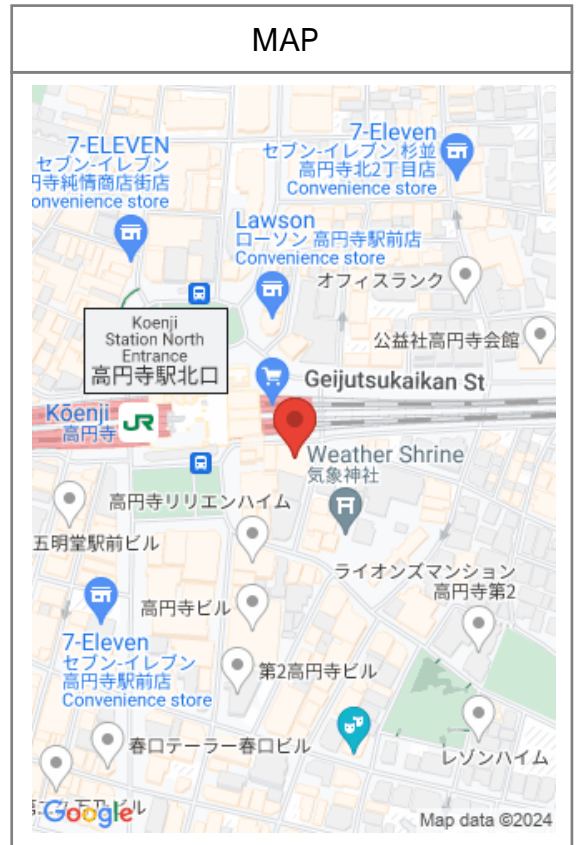 MAP
7-ELEVEN
セブン-イレブン
円寺純情商店街店
onvenience store
7-Eleven
セブン-イレブン 杉並
高円寺北2丁目店
Convenience store
Lawson
ローソン 高円寺駅前店
Convenience store
オフィスランク
Koenji
Station North
Entrance
高円寺駅北口
公益社高円寺会館
Geijutsukaikan St
Kōenji
高円寺
JR
Weather Shrine
気象神社
高円寺リリエンハイム
五明堂駅前ビル
ライオンズマンション
高円寺第2
高円寺ビル
7-Eleven
セブン-イレブン
高円寺駅前店
Convenience store
第2高円寺ビル
春口テーラー春口ビル
レゾンハイム
Google
Map data ©2024